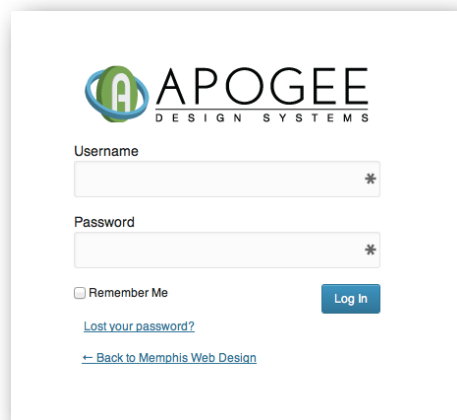 A APOGEE
DESIGN SYSTEMS
Username
*
Password
*
Remember Me
Log In
Lost your password?
← Back to Memphis Web Design